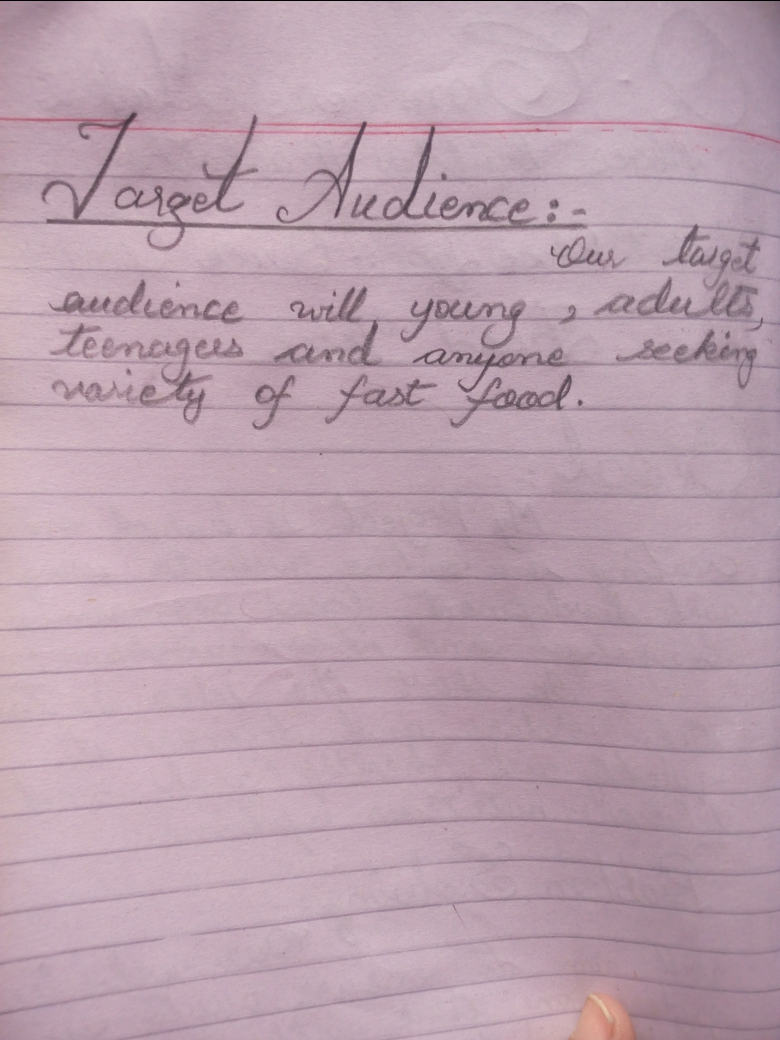 Target Audience:-
Our target
audience will young, adults,
teenagers and anyone seeking
variety of fast food.